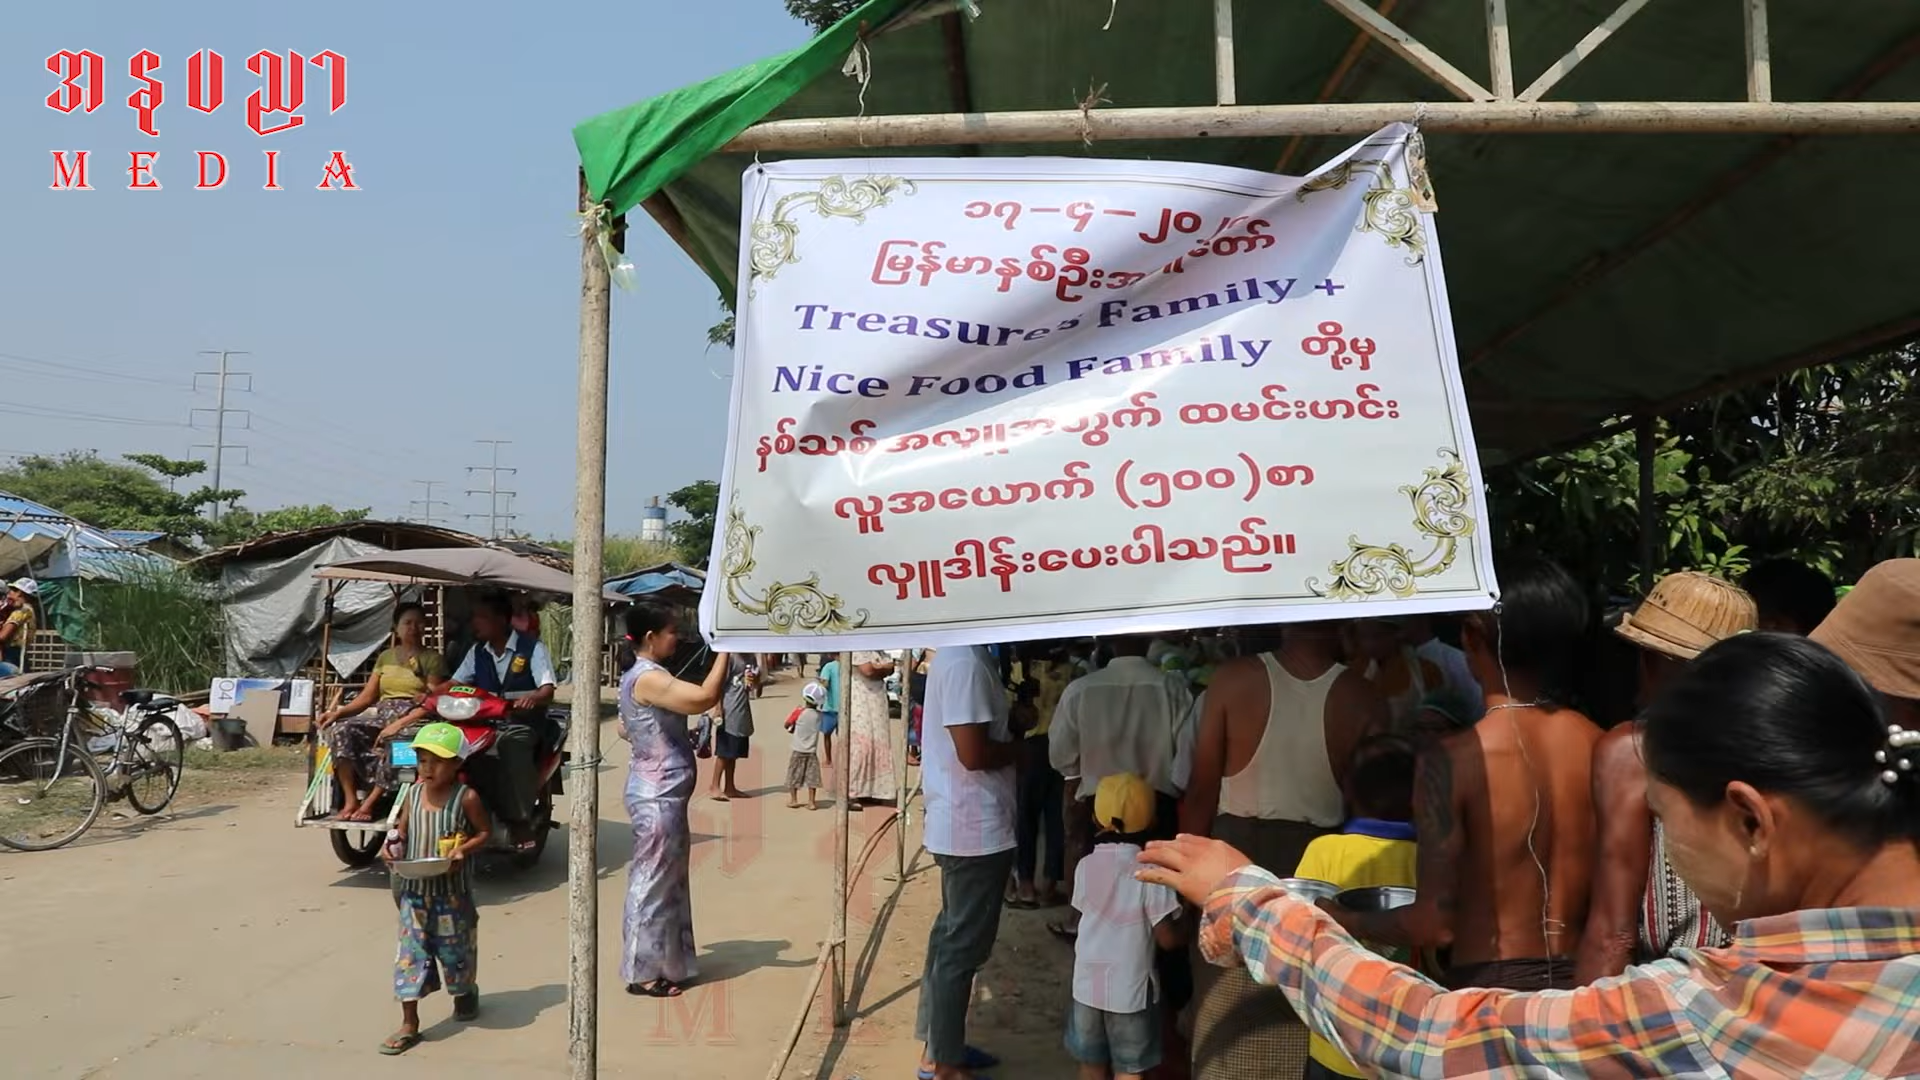 အနုပညာ
MEDIA
၁၇-၄-၂၀
မြန်မာနှစ်ဦး
Treasures Family +
Nice Food Family တို့မှ
နှစ်သစ်အလှူအတွက် ထမင်းဟင်း
လူအယောက် (၅၀၀)စာ
လှူဒါန်းပေးပါသည်။